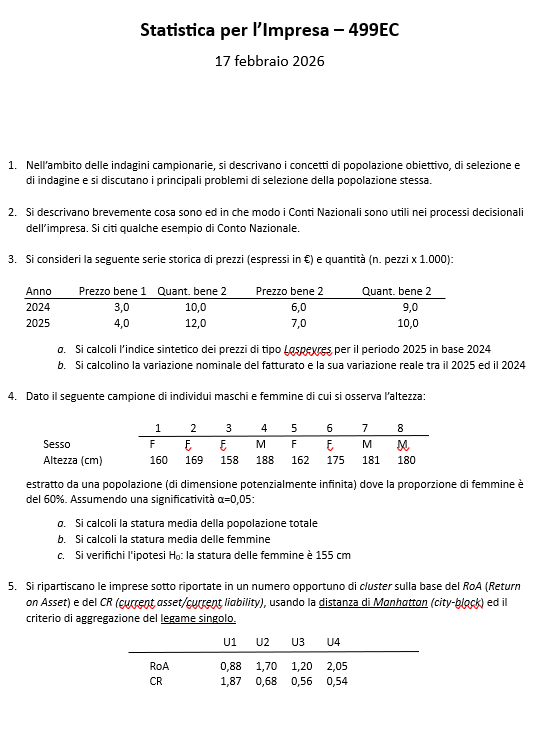 Statistica per l'Impresa – 499EC
17 febbraio 2026
1. Nell'ambito delle indagini campionarie, si descrivano i concetti di popolazione obiettivo, di selezione e
di indagine e si discutano i principali problemi di selezione della popolazione stessa.
2. Si descrivano brevemente cosa sono ed in che modo i Conti Nazionali sono utili nei processi decisionali
dell'impresa. Si citi qualche esempio di Conto Nazionale.
3. Si consideri la seguente serie storica di prezzi (espressi in €) e quantità (n. pezzi x 1.000):
Anno Prezzo bene 1 Quant. bene 2 Prezzo bene 2 Quant. bene 2
2024 3,0 10,0 6,0 9,0
2025 4,0 12,0 7,0 10,0
a. Si calcoli l'indice sintetico dei prezzi di tipo Laspeyres per il periodo 2025 in base 2024
b. Si calcolino la variazione nominale del fatturato e la sua variazione reale tra il 2025 ed il 2024
4. Dato il seguente campione di individui maschi e femmine di cui si osserva l'altezza:
1 2 3 4 5 6 7 8
Sesso F F F M F F M M
Altezza (cm) 160 169 158 188 162 175 181 180
estratto da una popolazione (di dimensione potenzialmente infinita) dove la proporzione di femmine è
del 60%. Assumendo una significatività α=0,05:
a. Si calcoli la statura media della popolazione totale
b. Si calcoli la statura media delle femmine
c. Si verifichi l'ipotesi H₀: la statura delle femmine è 155 cm
5. Si ripartiscano le imprese sotto riportate in un numero opportuno di cluster sulla base del RoA (Return
on Asset) e del CR (current asset/current liability), usando la distanza di Manhattan (city-block) ed il
criterio di aggregazione del legame singolo.
U1 U2 U3 U4
RoA 0,88 1,70 1,20 2,05
CR 1,87 0,68 0,56 0,54